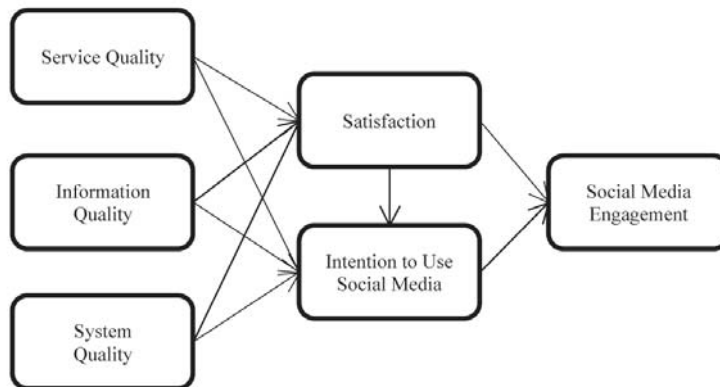 Service Quality
Satisfaction
Information
Quality
Social Media
Engagement
Intention to Use
Social Media
System
Quality